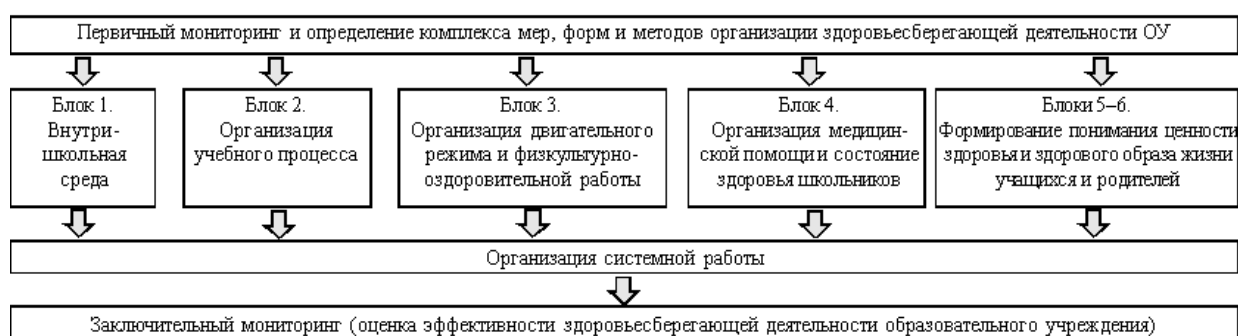 Первичный мониторинг и определение комплекса мер, форм и методов организации здоровьесберегающей деятельности ОУ
Блок 1.
Внутри-
школьная
среда
Блок 2.
Организация
учебного процесса
Блок 3.
Организация двигательного
режима и физкультурно-
оздоровительной работы
Блок 4.
Организация медицин-
ской помощи и состояние
здоровья школьников
Блоки 5–6.
Формирование понимания ценности
здоровья и здорового образа жизни
учащихся и родителей
Организация системной работы
Заключительный мониторинг (оценка эффективности здоровьесберегающей деятельности образовательного учреждения)